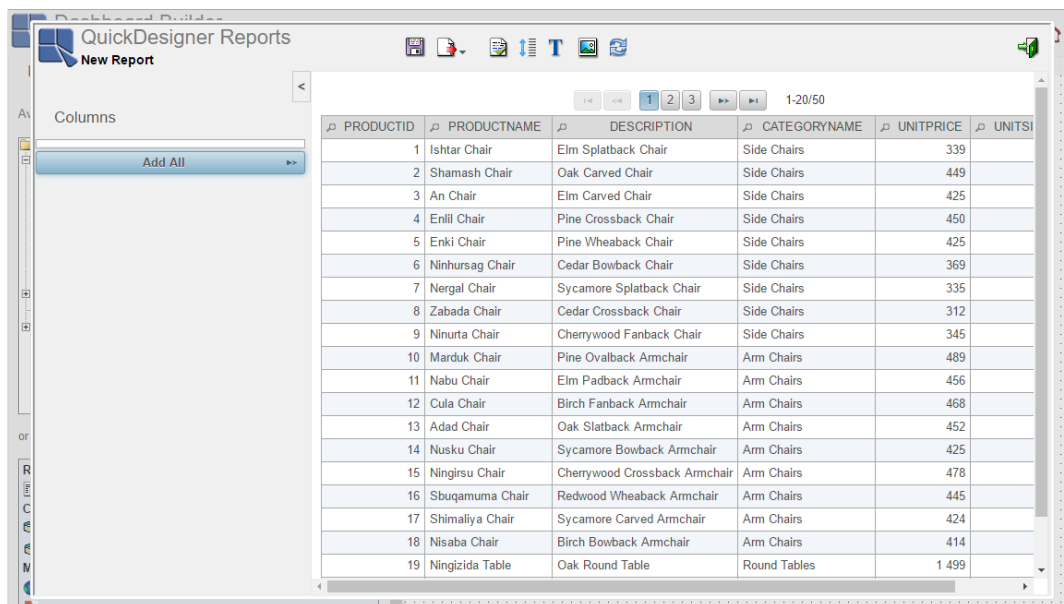 Dashboard Builder
QuickDesigner Reports
New Report
T
<
1 2 3 1-20/50
Av
Columns
PRODUCTID PRODUCTNAME DESCRIPTION CATEGORYNAME UNITPRICE UNITSI
Add All
1 Ishtar Chair Elm Splatback Chair Side Chairs 339
2 Shamash Chair Oak Carved Chair Side Chairs 449
3 An Chair Elm Carved Chair Side Chairs 425
4 Enlil Chair Pine Crossback Chair Side Chairs 450
5 Enki Chair Pine Wheaback Chair Side Chairs 425
6 Ninhursag Chair Cedar Bowback Chair Side Chairs 369
7 Nergal Chair Sycamore Splatback Chair Side Chairs 335
8 Zabada Chair Cedar Crossback Chair Side Chairs 312
9 Ninurta Chair Cherrywood Fanback Chair Side Chairs 345
10 Marduk Chair Pine Ovalback Armchair Arm Chairs 489
11 Nabu Chair Elm Padback Armchair Arm Chairs 456
12 Cula Chair Birch Fanback Armchair Arm Chairs 468
13 Adad Chair Oak Slatback Armchair Arm Chairs 452
14 Nusku Chair Sycamore Bowback Armchair Arm Chairs 425
or
15 Ningirsu Chair Cherrywood Crossback Armchair Arm Chairs 478
R
16 Sbuqamuma Chair Redwood Wheaback Armchair Arm Chairs 445
C
17 Shimaliya Chair Sycamore Carved Armchair Arm Chairs 424
18 Nisaba Chair Birch Bowback Armchair Arm Chairs 414
M
19 Ningizida Table Oak Round Table Round Tables 1 499